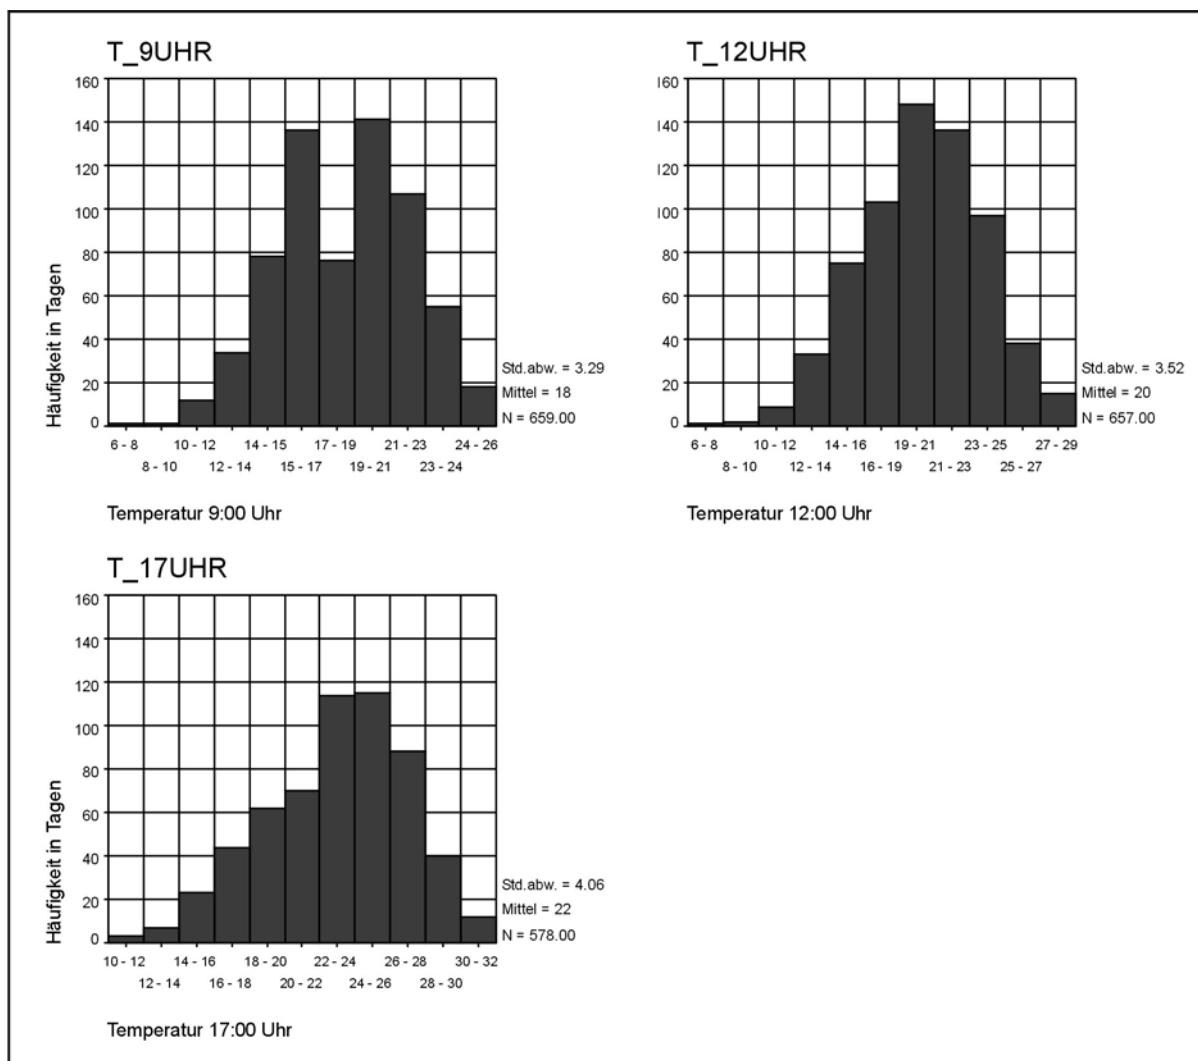 T_9UHR
160
140
120
100
80
60
40
20
0
Häufigkeit in Tagen
6 - 8
10 - 12
14 - 15
17 - 19
21 - 23
24 - 26
8 - 10
12 - 14
15 - 17
19 - 21
23 - 24
Std.abw. = 3.29
Mittel = 18
N = 659.00
Temperatur 9:00 Uhr
T_12UHR
160
140
120
100
80
60
40
20
0
6 - 8
10 - 12
14 - 16
19 - 21
23 - 25
27 - 29
8 - 10
12 - 14
16 - 19
21 - 23
25 - 27
Std.abw. = 3.52
Mittel = 20
N = 657.00
Temperatur 12:00 Uhr
T_17UHR
160
140
120
100
80
60
40
20
0
Häufigkeit in Tagen
10 - 12
14 - 16
18 - 20
22 - 24
26 - 28
30 - 32
12 - 14
16 - 18
20 - 22
24 - 26
28 - 30
Std.abw. = 4.06
Mittel = 22
N = 578.00
Temperatur 17:00 Uhr